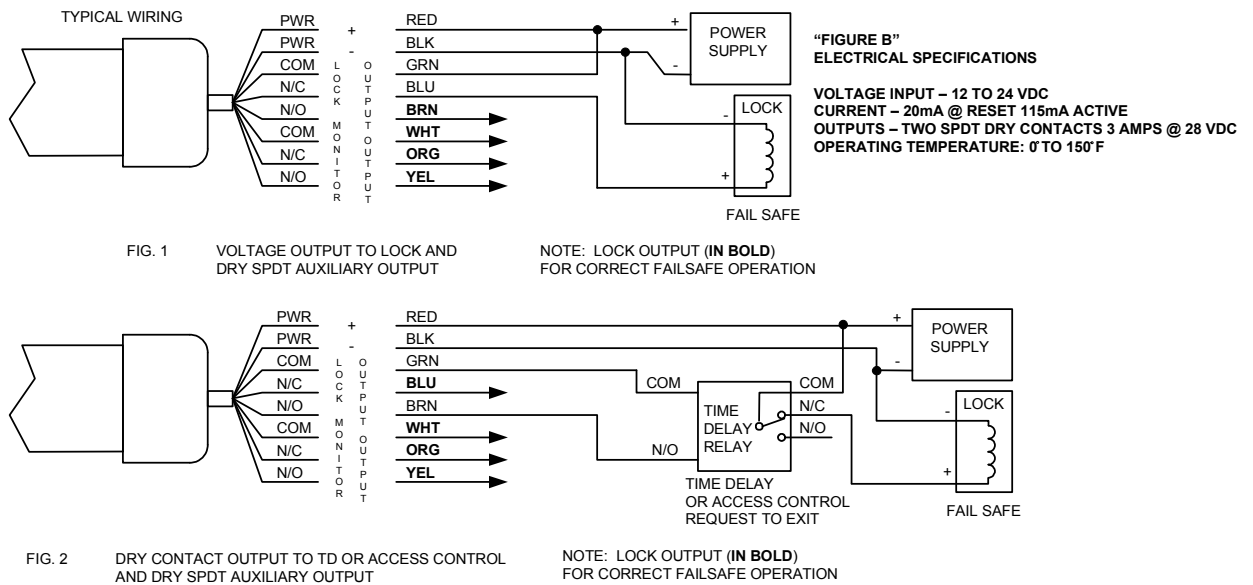 TYPICAL WIRING
PWR + RED
PWR - BLK
COM GRN
N/C BLU
N/O BRN
COM WHT
N/C ORG
N/O YEL
LOCK MONITOR
OUTPUT OUTPUT
+ POWER
SUPPLY
-
LOCK
-
+
FAIL SAFE
“FIGURE B”
ELECTRICAL SPECIFICATIONS
VOLTAGE INPUT – 12 TO 24 VDC
CURRENT – 20mA @ RESET 115mA ACTIVE
OUTPUTS – TWO SPDT DRY CONTACTS 3 AMPS @ 28 VDC
OPERATING TEMPERATURE: 0° TO 150°F
FIG. 1 VOLTAGE OUTPUT TO LOCK AND
DRY SPDT AUXILIARY OUTPUT
NOTE: LOCK OUTPUT (IN BOLD)
FOR CORRECT FAILSAFE OPERATION
PWR + RED
PWR - BLK
COM GRN
N/C BLU
N/O BRN
COM WHT
N/C ORG
N/O YEL
LOCK MONITOR
OUTPUT OUTPUT
COM
N/O
TIME
DELAY
RELAY
COM
N/C
N/O
TIME DELAY
OR ACCESS CONTROL
REQUEST TO EXIT
+ POWER
SUPPLY
-
LOCK
-
+
FAIL SAFE
FIG. 2 DRY CONTACT OUTPUT TO TD OR ACCESS CONTROL
AND DRY SPDT AUXILIARY OUTPUT
NOTE: LOCK OUTPUT (IN BOLD)
FOR CORRECT FAILSAFE OPERATION